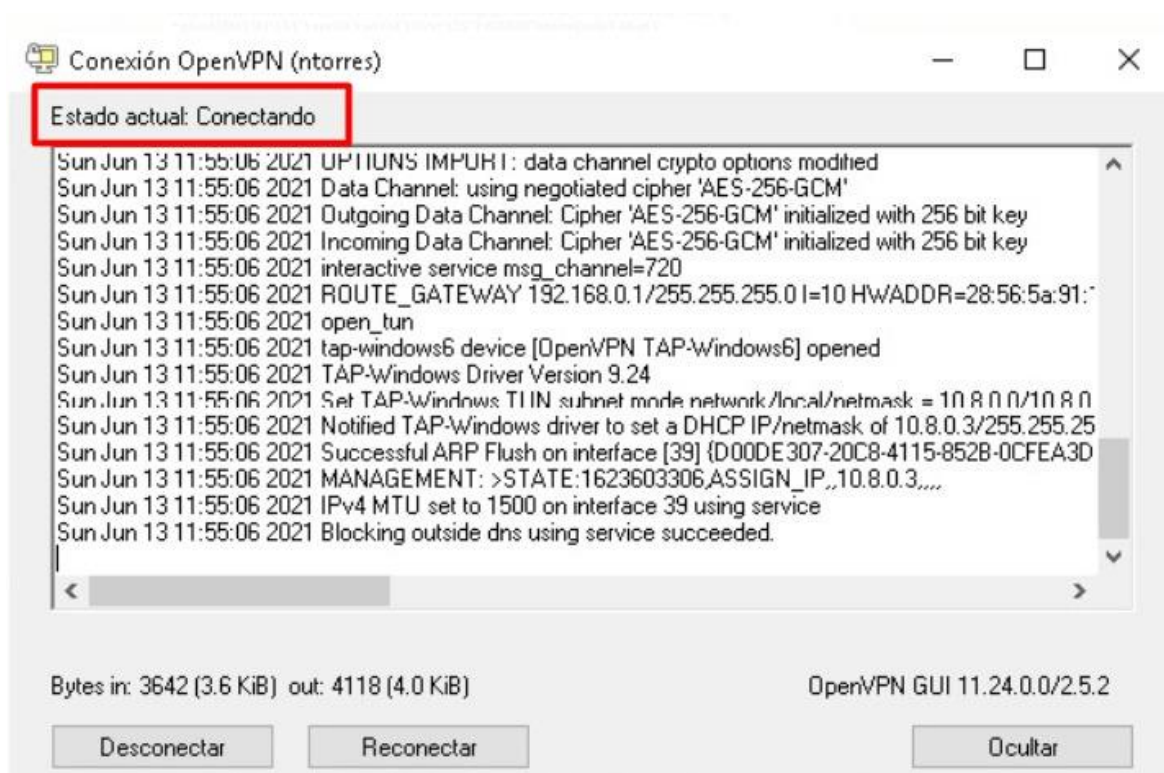 Conexión OpenVPN (ntorres)
Estado actual: Conectando
Sun Jun 13 11:55:06 2021 OPTIONS IMPORT: data channel crypto options modified
Sun Jun 13 11:55:06 2021 Data Channel: using negotiated cipher 'AES-256-GCM'
Sun Jun 13 11:55:06 2021 Outgoing Data Channel: Cipher 'AES-256-GCM' initialized with 256 bit key
Sun Jun 13 11:55:06 2021 Incoming Data Channel: Cipher 'AES-256-GCM' initialized with 256 bit key
Sun Jun 13 11:55:06 2021 interactive service msg_channel=720
Sun Jun 13 11:55:06 2021 ROUTE_GATEWAY 192.168.0.1/255.255.255.0 I=10 HWADDR=28:56:5a:91:
Sun Jun 13 11:55:06 2021 open_tun
Sun Jun 13 11:55:06 2021 tap-windows6 device [OpenVPN TAP-Windows6] opened
Sun Jun 13 11:55:06 2021 TAP-Windows Driver Version 9.24
Sun Jun 13 11:55:06 2021 Set TAP-Windows TUN subnet mode network/local/netmask = 10.8.0.0/10.8.0
Sun Jun 13 11:55:06 2021 Notified TAP-Windows driver to set a DHCP IP/netmask of 10.8.0.3/255.255.25
Sun Jun 13 11:55:06 2021 Successful ARP Flush on interface [39] {D00DE307-20C8-4115-852B-0CFEA3D
Sun Jun 13 11:55:06 2021 MANAGEMENT: >STATE:1623603306,ASSIGN_IP,,10.8.0.3,,,,
Sun Jun 13 11:55:06 2021 IPv4 MTU set to 1500 on interface 39 using service
Sun Jun 13 11:55:06 2021 Blocking outside dns using service succeeded.
Bytes in: 3642 (3.6 KiB) out: 4118 (4.0 KiB)
OpenVPN GUI 11.24.0.0/2.5.2
Desconectar
Reconectar
Ocultar